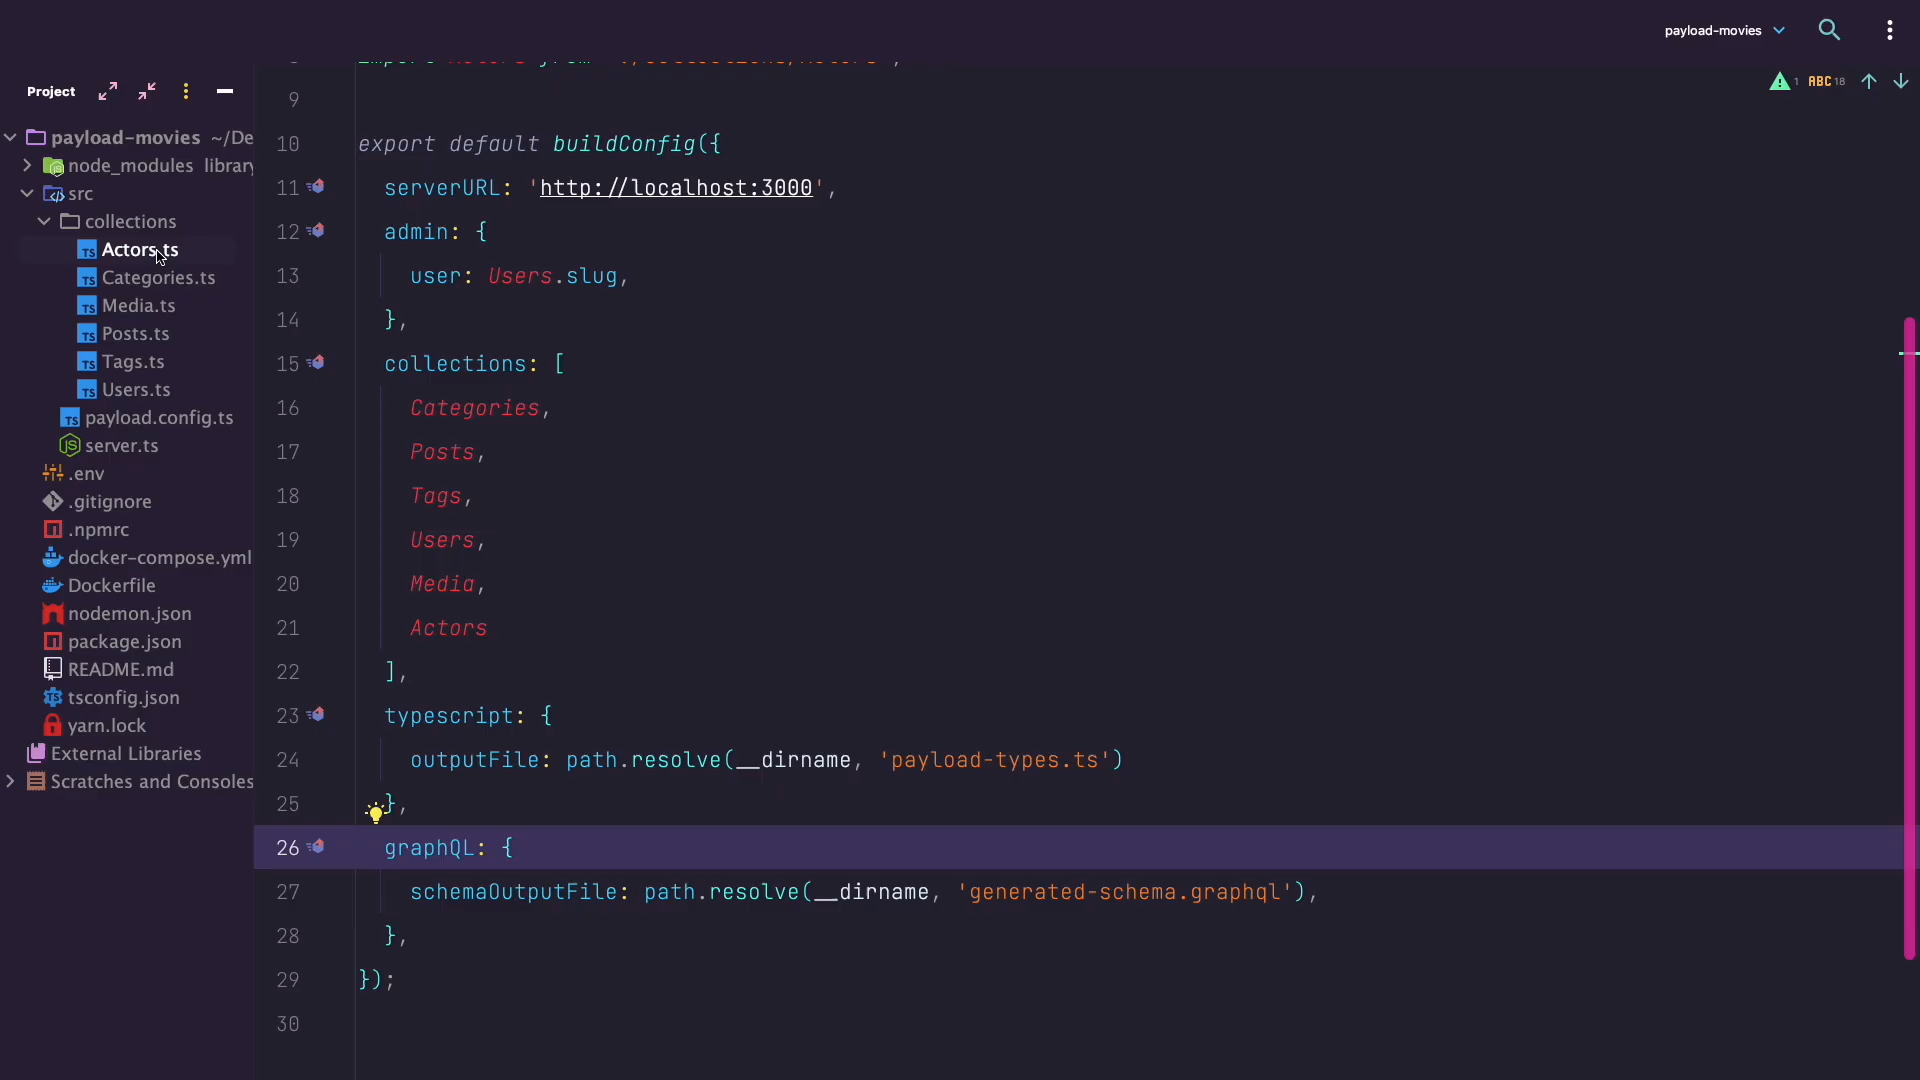 payload-movies
Project
1 ABC 18
payload-movies ~/De
node_modules library
src
collections
Actors.ts
Categories.ts
Media.ts
Posts.ts
Tags.ts
Users.ts
payload.config.ts
server.ts
.env
.gitignore
.npmrc
docker-compose.yml
Dockerfile
nodemon.json
package.json
README.md
tsconfig.json
yarn.lock
External Libraries
Scratches and Consoles
9
10 export default buildConfig({
11 serverURL: 'http://localhost:3000',
12 admin: {
13 user: Users.slug,
14 },
15 collections: [
16 Categories,
17 Posts,
18 Tags,
19 Users,
20 Media,
21 Actors
22 ],
23 typescript: {
24 outputFile: path.resolve(__dirname, 'payload-types.ts')
25 },
26 graphQL: {
27 schemaOutputFile: path.resolve(__dirname, 'generated-schema.graphql'),
28 },
29 });
30